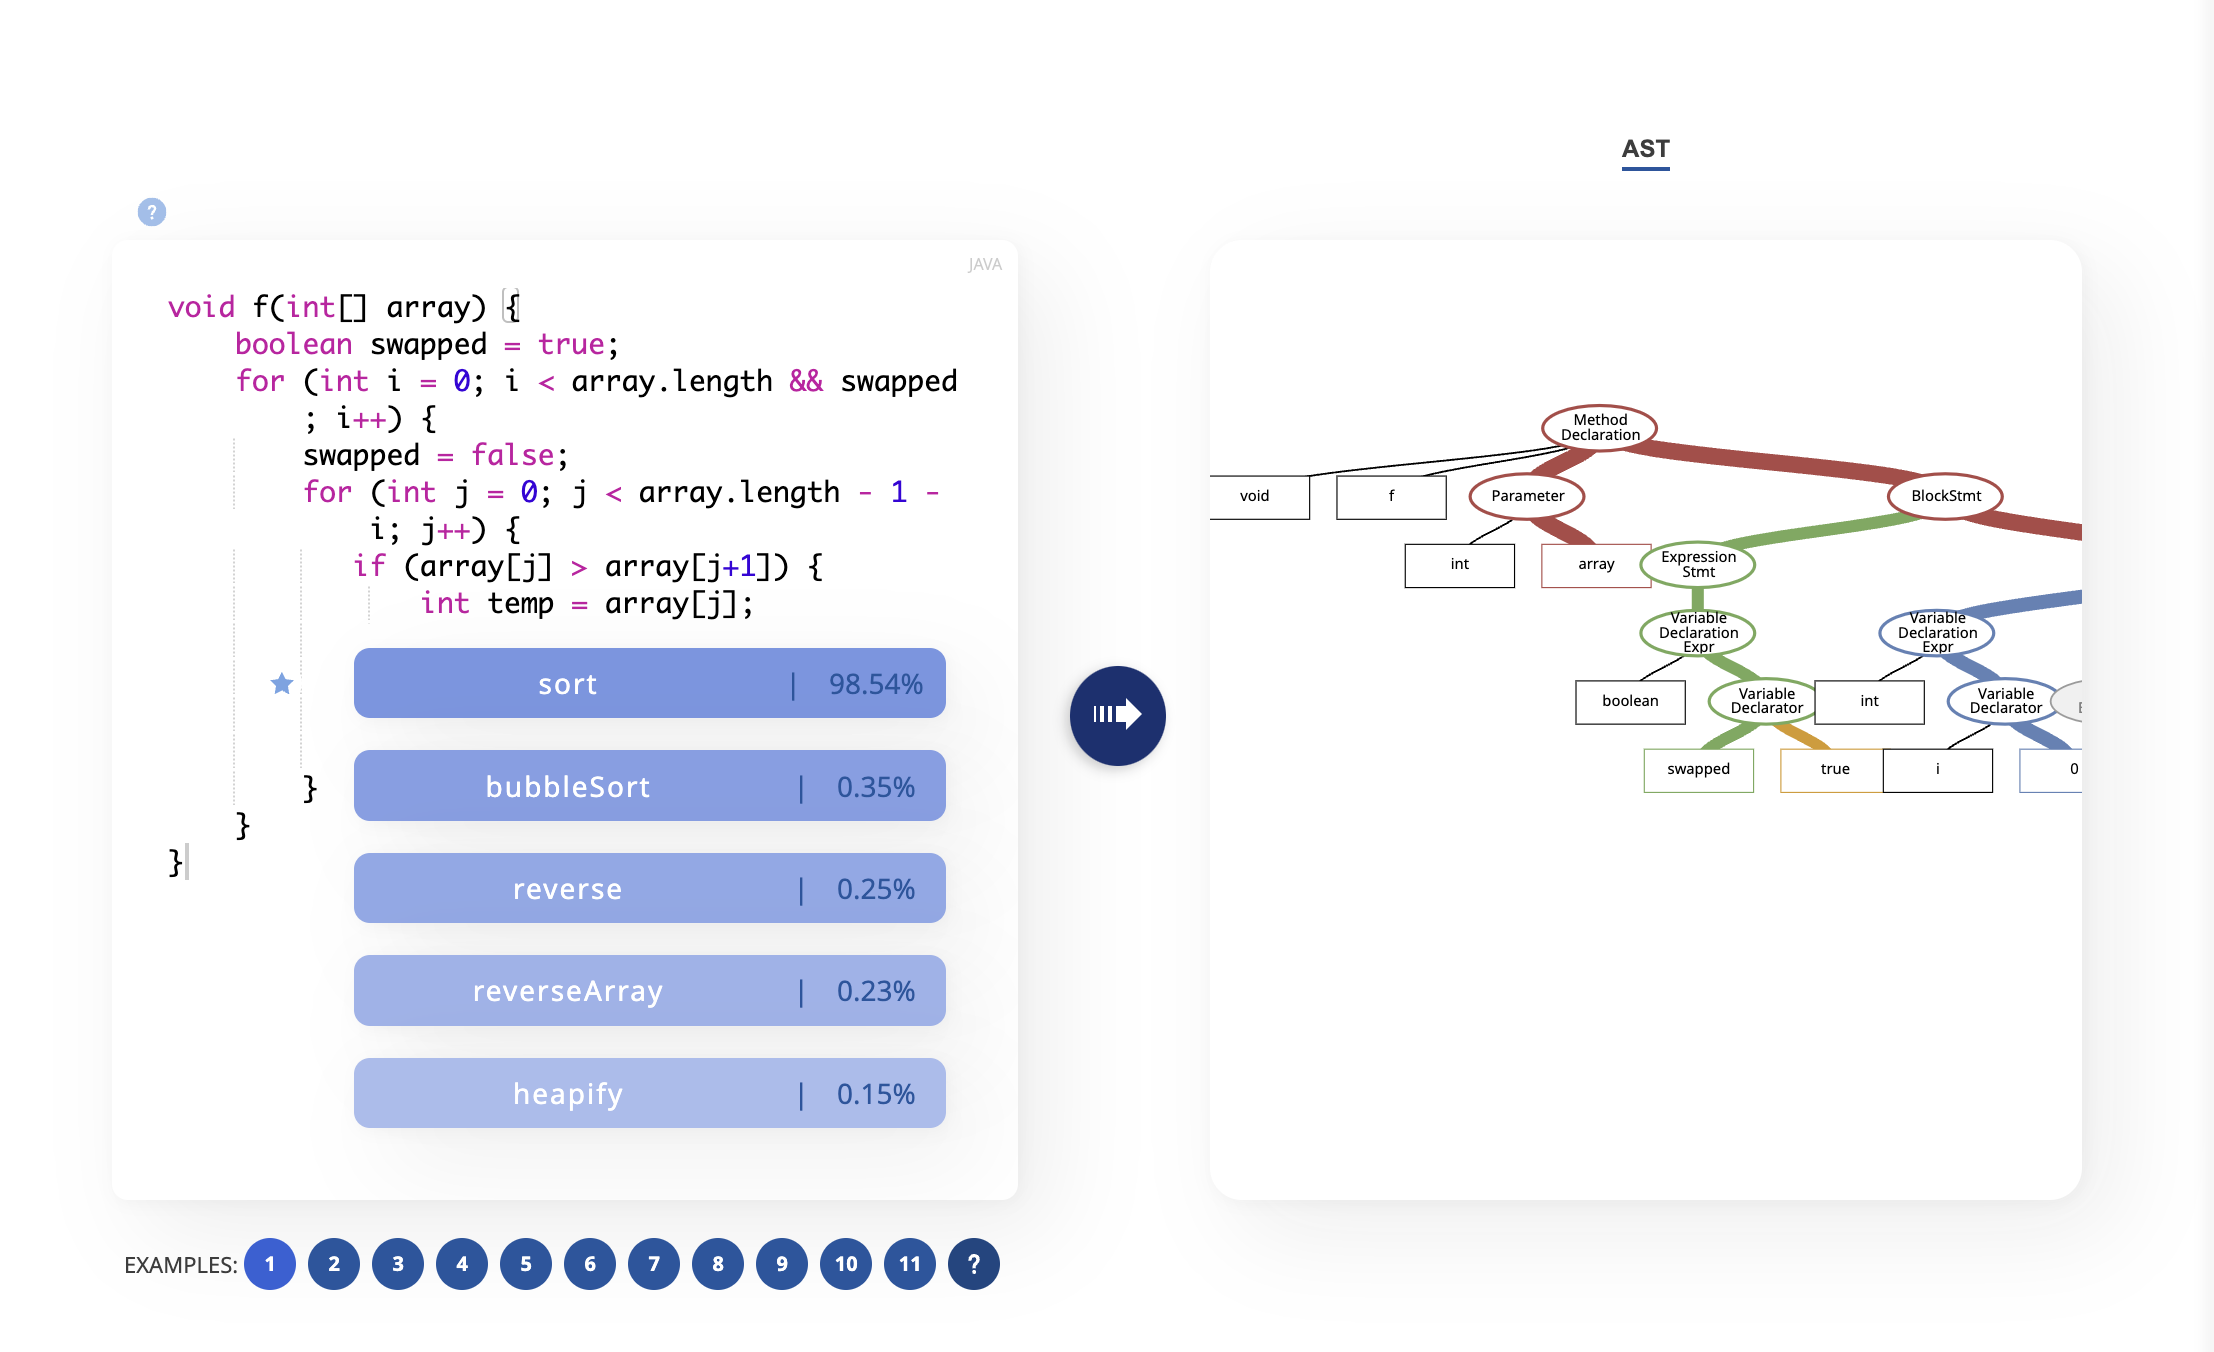 AST
?
JAVA
void f(int[] array) {
boolean swapped = true;
for (int i = 0; i < array.length && swapped
; i++) {
swapped = false;
for (int j = 0; j < array.length - 1 -
i; j++) {
if (array[j] > array[j+1]) {
int temp = array[j];
sort | 98.54%
bubbleSort | 0.35%
}
}
}
reverse | 0.25%
reverseArray | 0.23%
heapify | 0.15%
EXAMPLES: 1 2 3 4 5 6 7 8 9 10 11 ?
Method
Declaration
void
f
Parameter
BlockStmt
int
array
Expression
Stmt
Variable
Declaration
Expr
Variable
Declaration
Expr
boolean
Variable
Declarator
int
Variable
Declarator
swapped
true
i
0